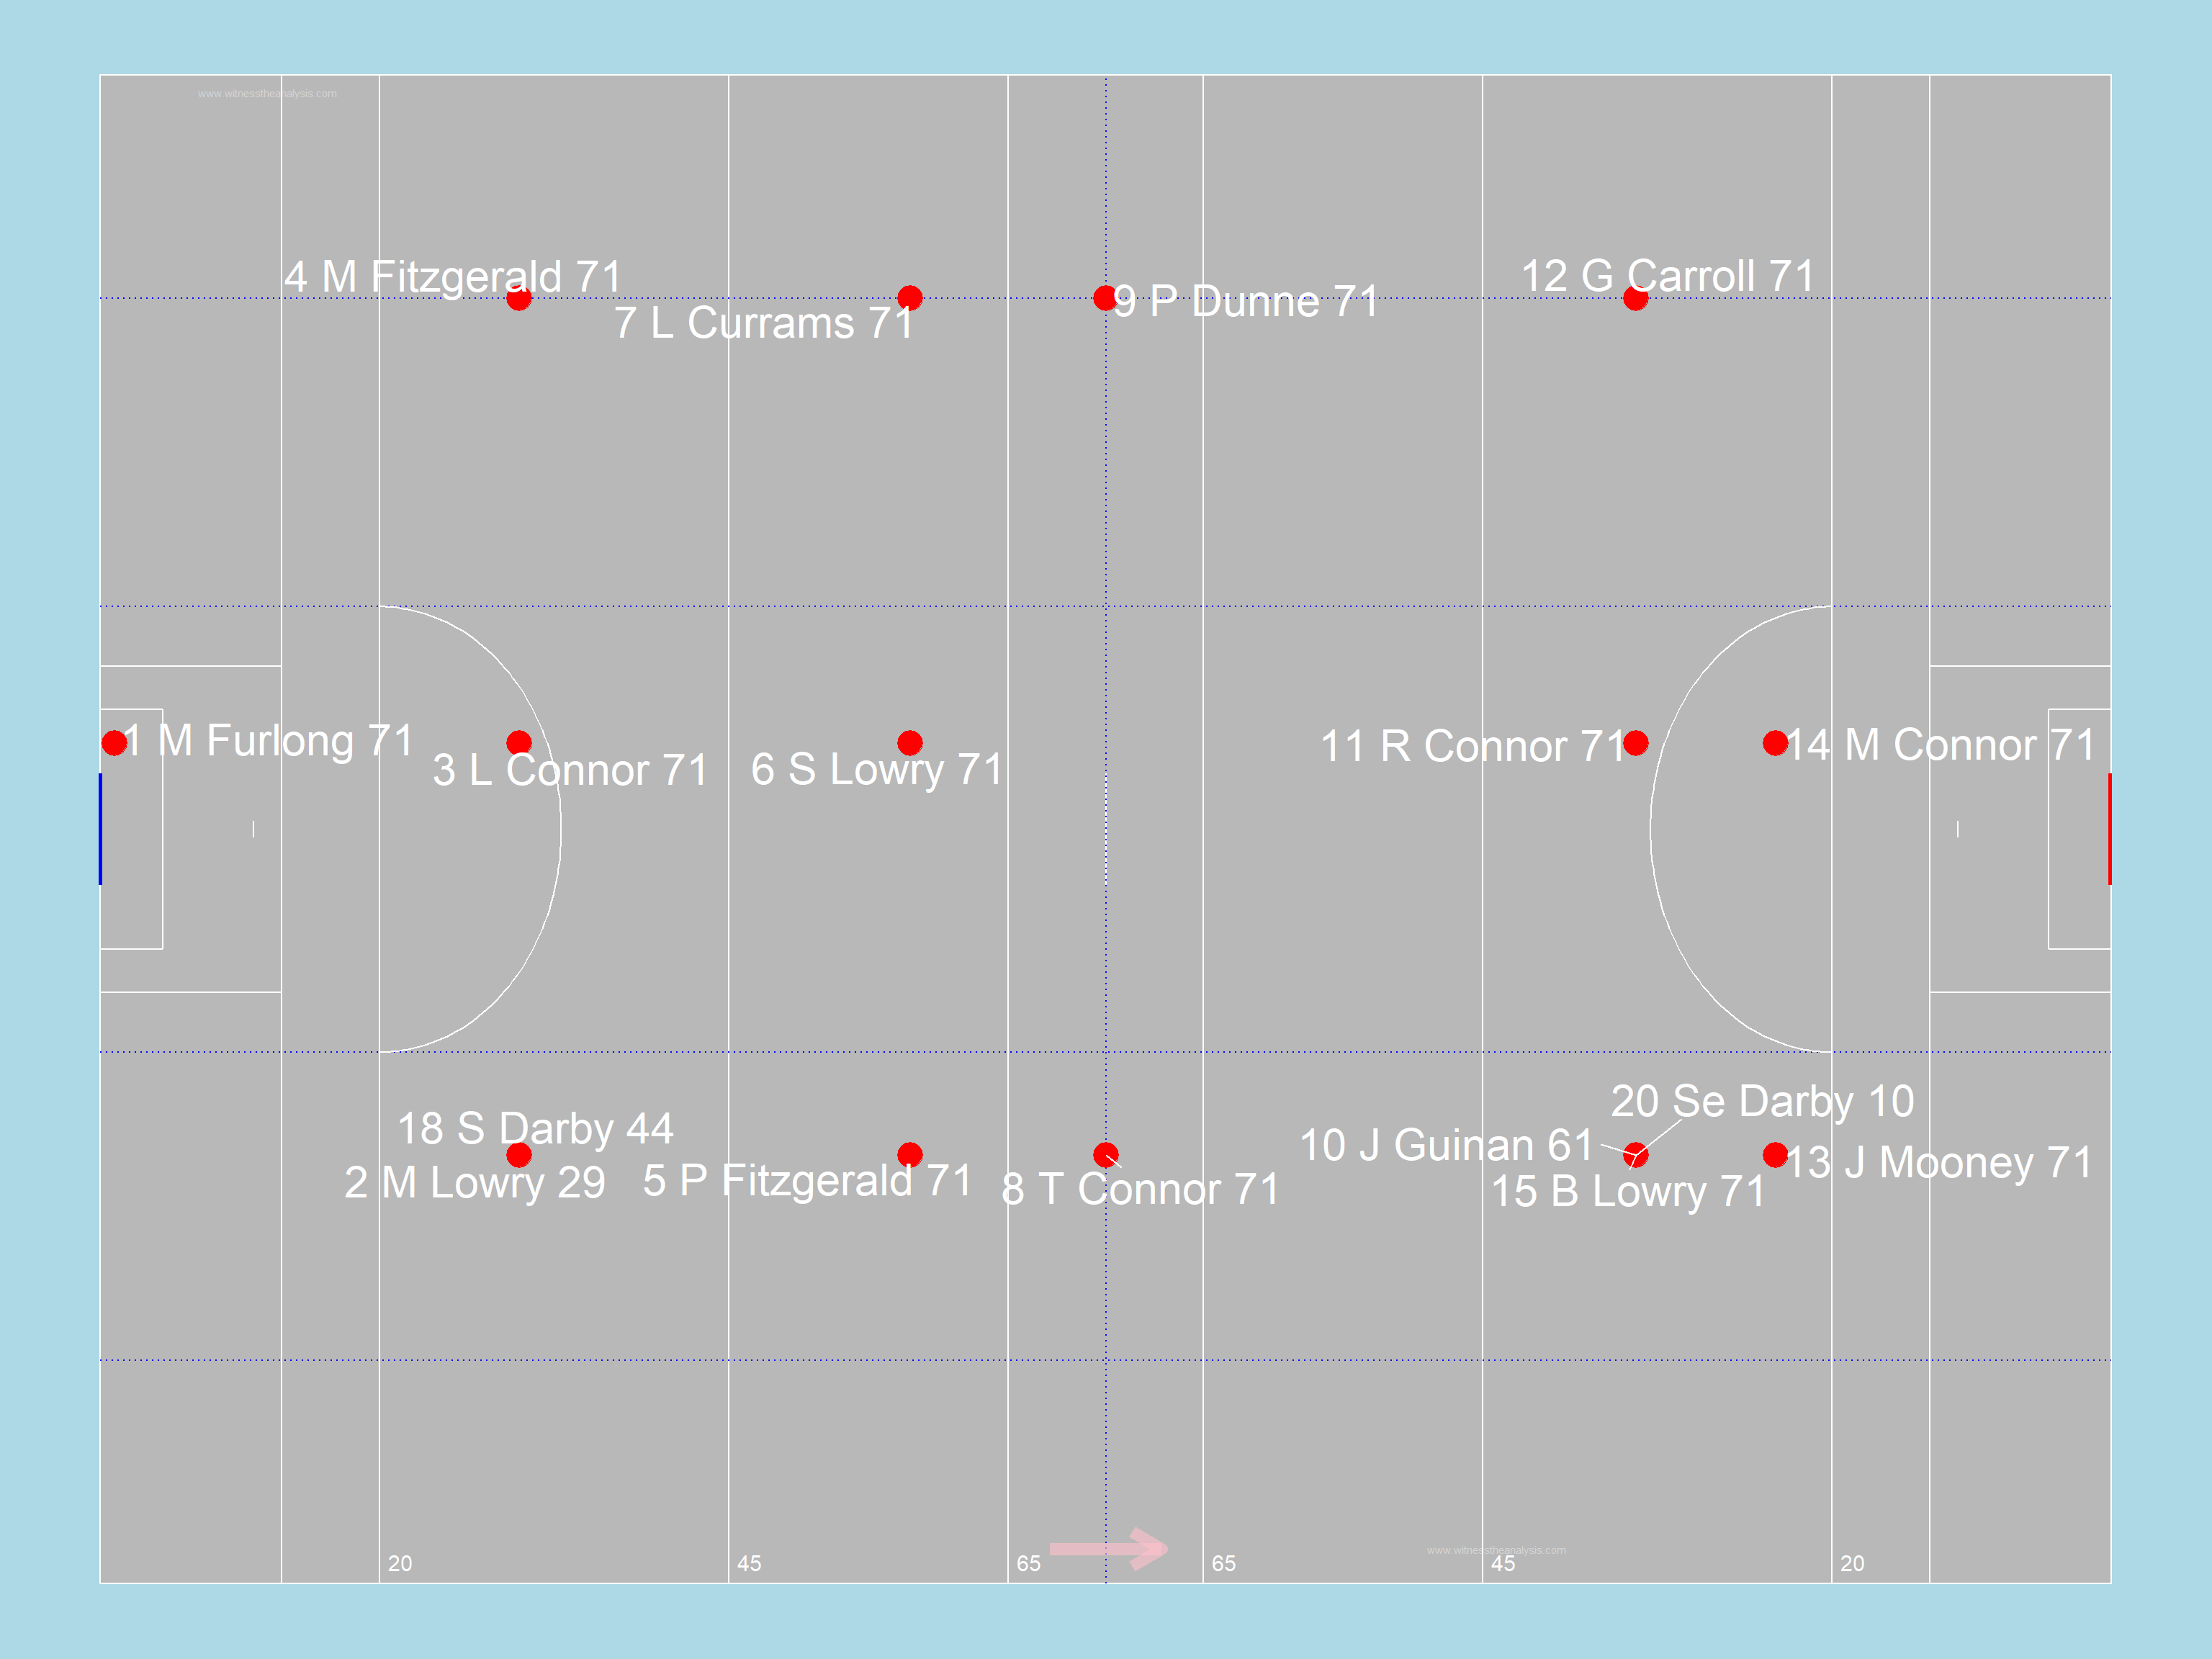 www.witnesstheanalysis.com
4 M Fitzgerald 71
12 G Carroll 71
7 L Currams 71
9 P Dunne 71
1 M Furlong 71
3 L Connor 71
6 S Lowry 71
11 R Connor 71
14 M Connor 71
20 Se Darby 10
18 S Darby 44
10 J Guinan 61
13 J Mooney 71
2 M Lowry 29
5 P Fitzgerald 71
8 T Connor 71
15 B Lowry 71
www.witnesstheanalysis.com
20 45 65 65 45 20